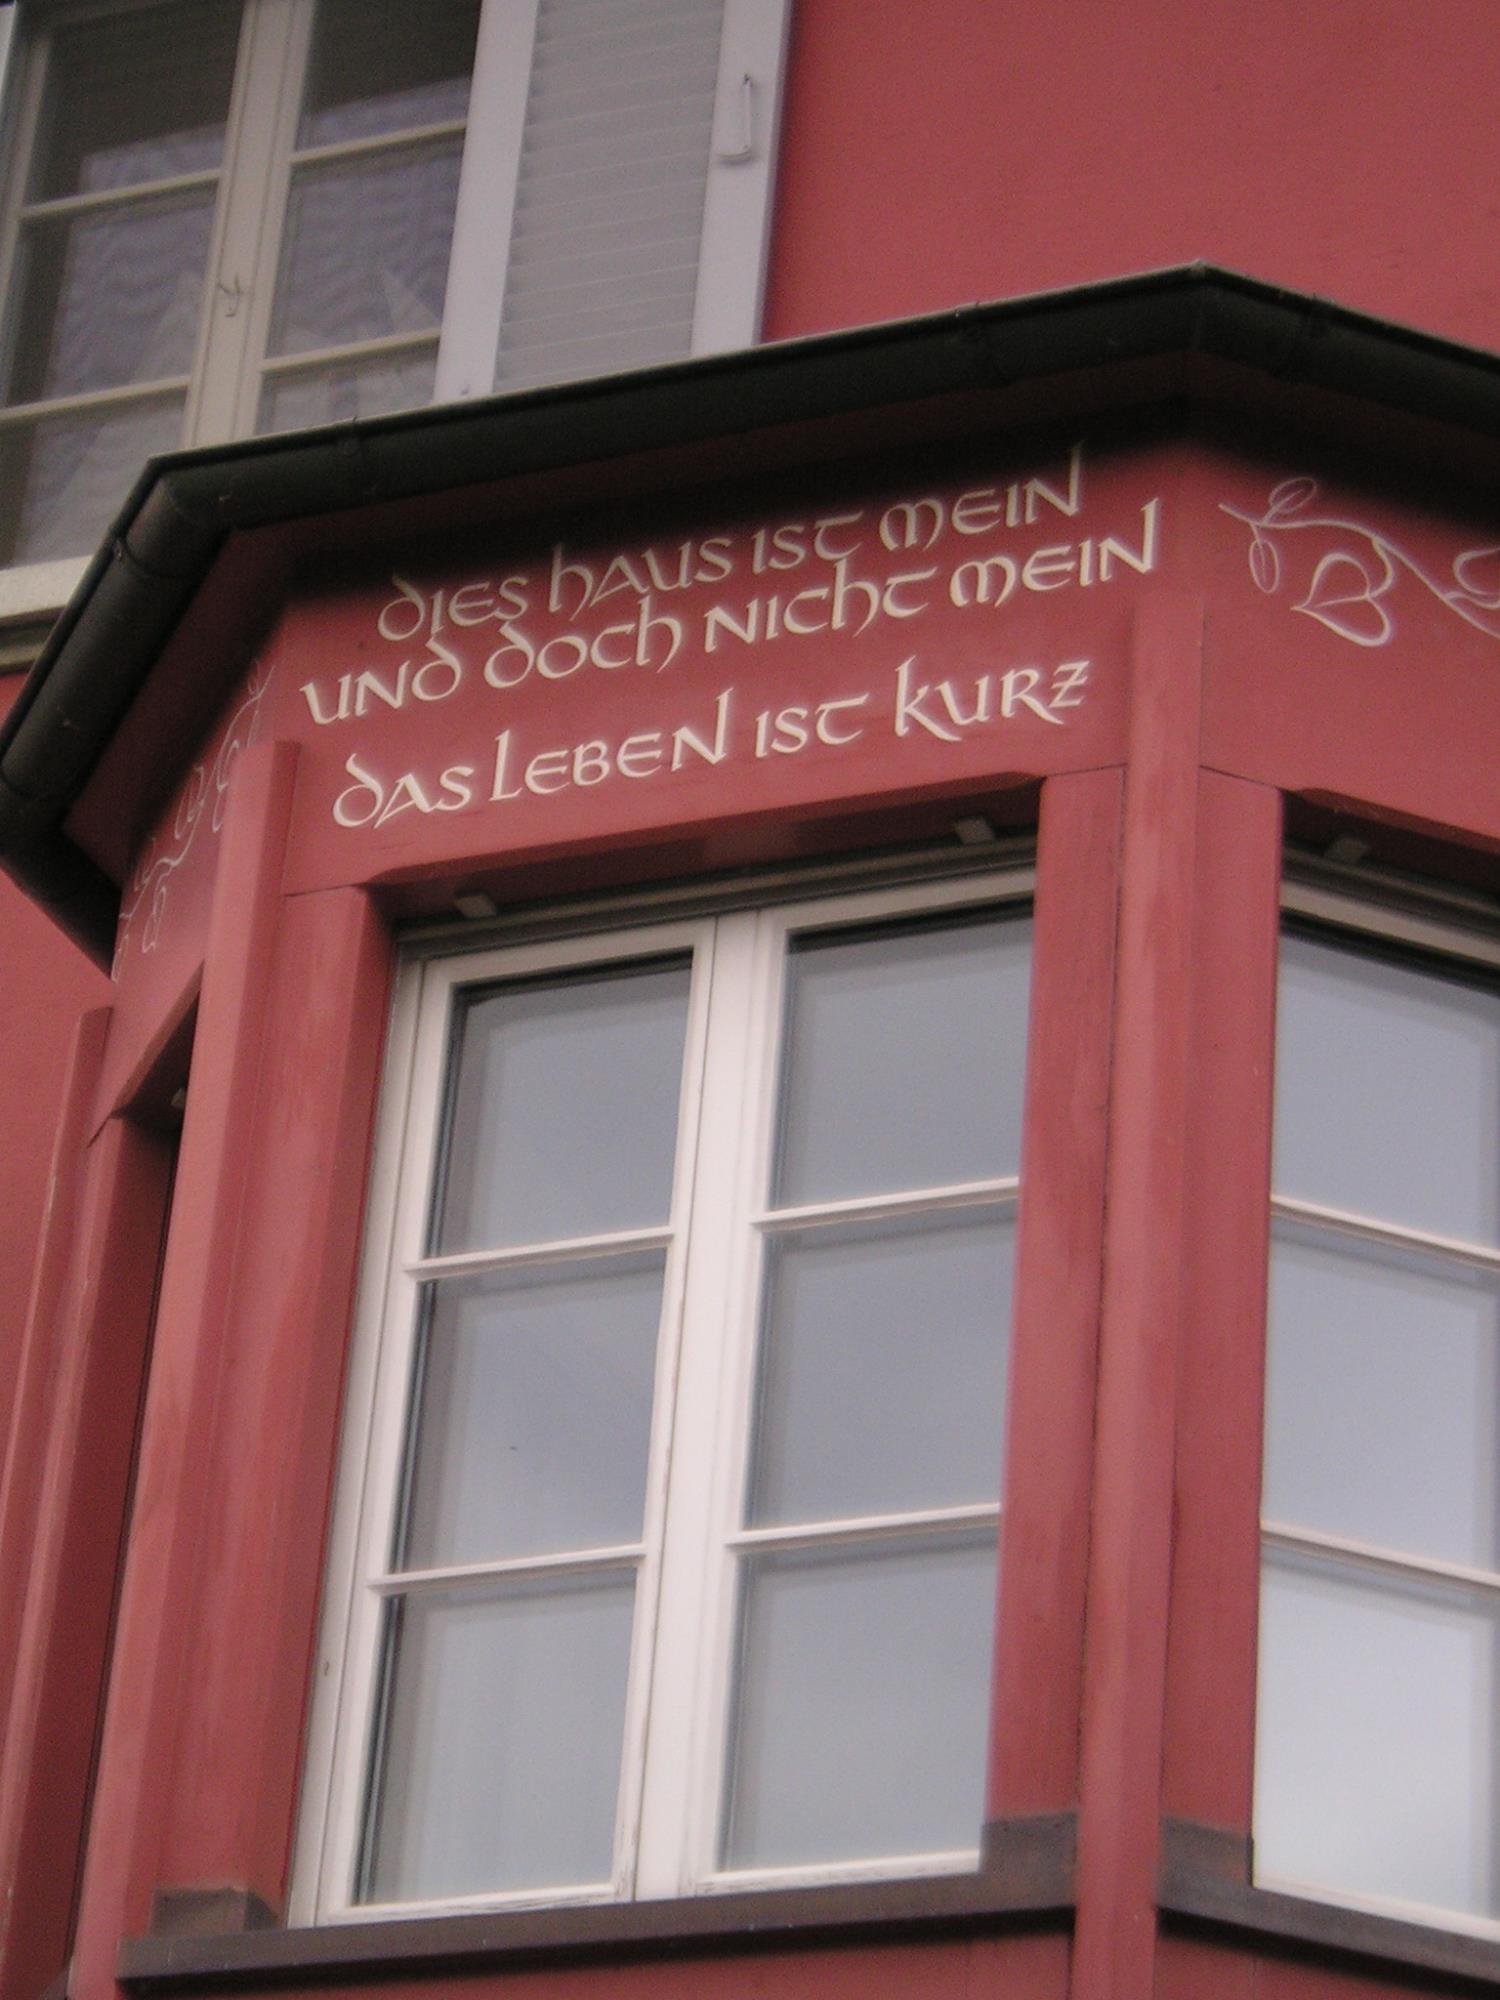 dies haus ist mein
und doch nicht mein
das leben ist kurz